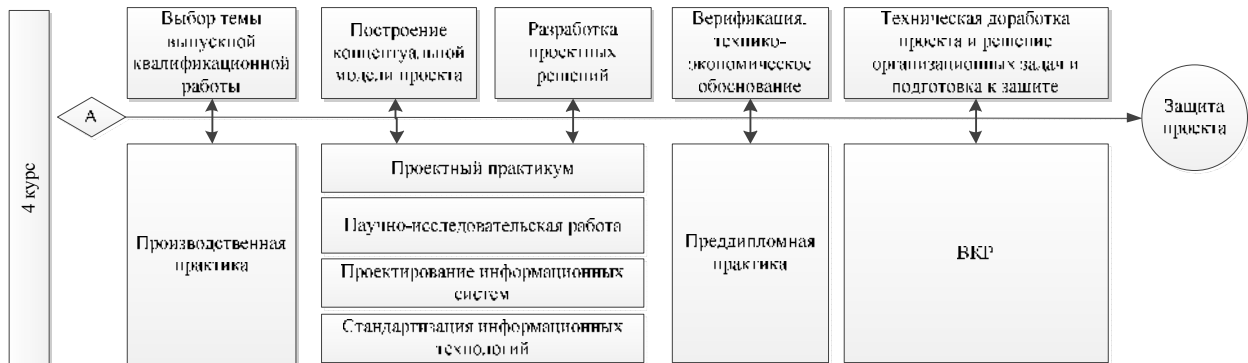 Выбор темы
выпускной
квалификационной
работы
Построение
концептуальной
модели проекта
Разработка
проектных
решений
Верификация,
технико-
экономическое
обоснование
Техническая доработка
проекта и решение
организационных задач и
подготовка к защите
А
Защита
проекта
4 курс
Производственная
практика
Проектный практикум
Научно-исследовательская работа
Проектирование информационных
систем
Стандартизация информационных
технологий
Преддипломная
практика
ВКР